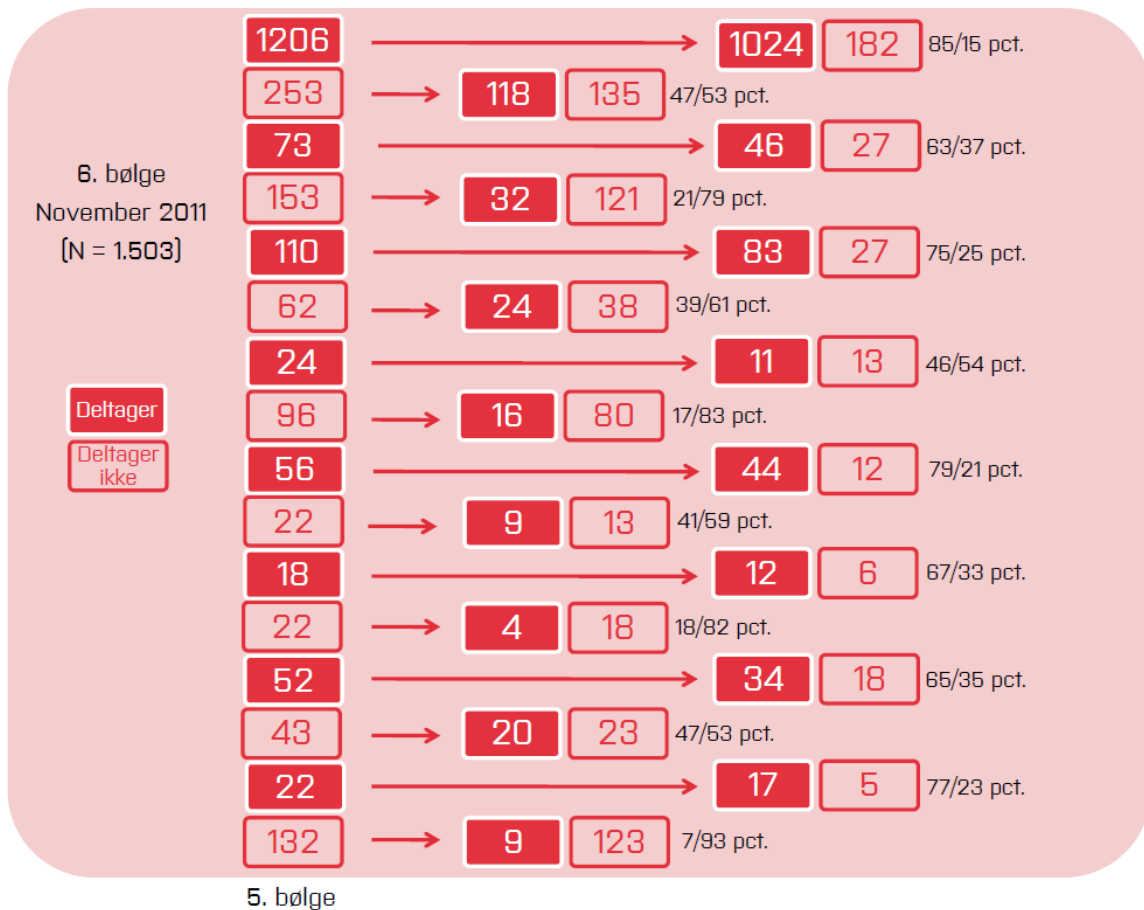 1206 1024 182 85/15 pct.
253 118 135 47/53 pct.
73 46 27 63/37 pct.
6. bølge
November 2011
(N = 1.503)
153 32 121 21/79 pct.
110 83 27 75/25 pct.
62 24 38 39/61 pct.
24 11 13 46/54 pct.
Deltager
Deltager
ikke
96 16 80 17/83 pct.
56 44 12 79/21 pct.
22 9 13 41/59 pct.
18 12 6 67/33 pct.
22 4 18 18/82 pct.
52 34 18 65/35 pct.
43 20 23 47/53 pct.
22 17 5 77/23 pct.
132 9 123 7/93 pct.
5. bølge